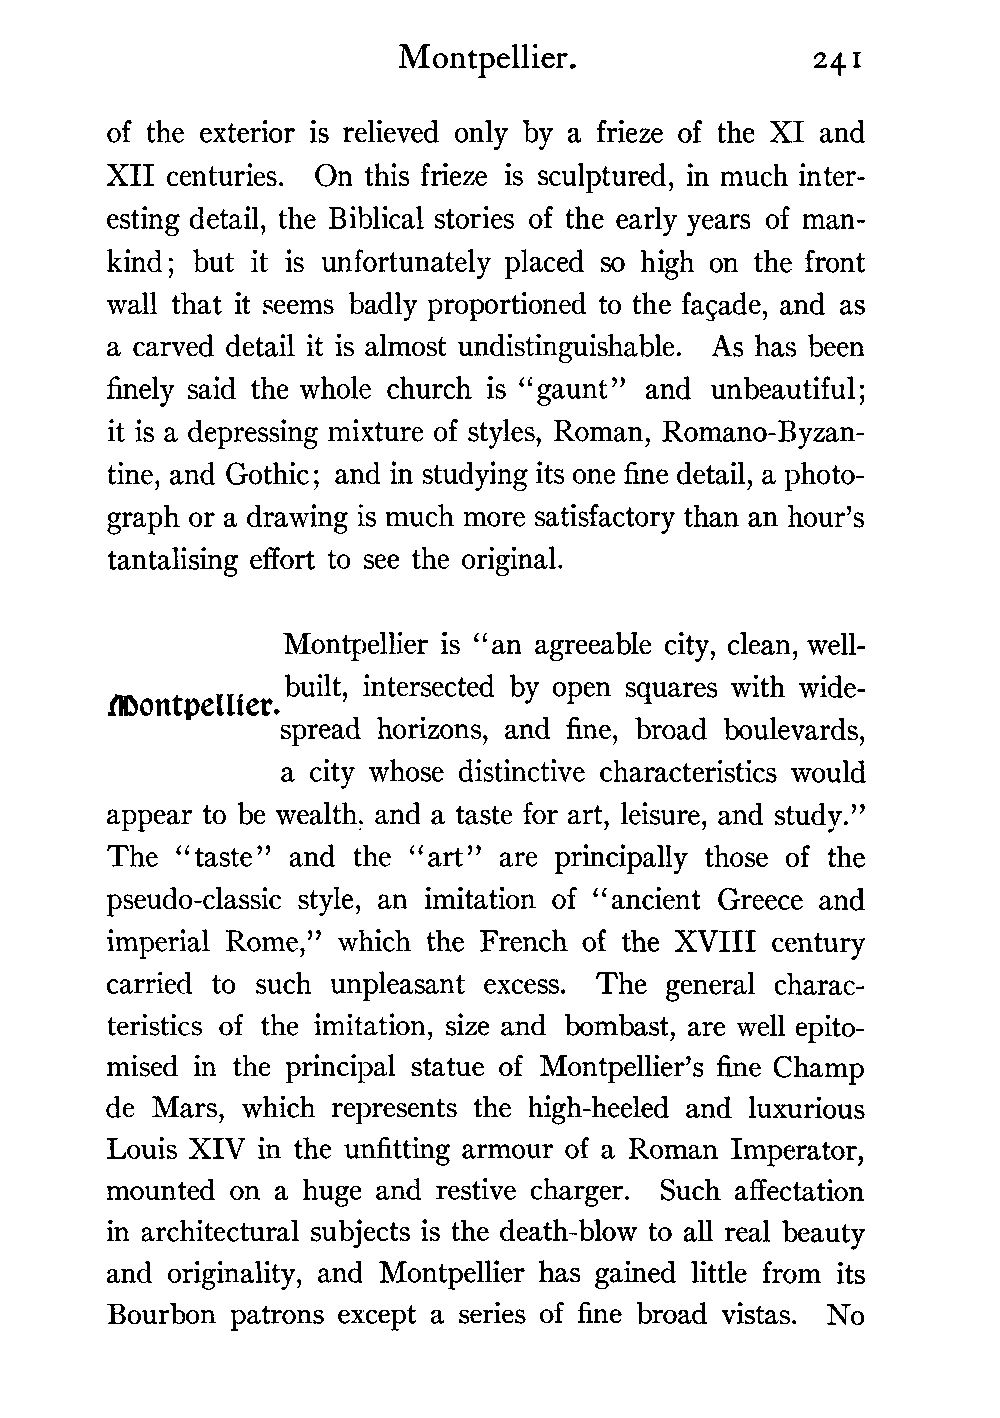 Montpellier. 241
of the exterior is relieved only by a frieze of the XI and
XII centuries. On this frieze is sculptured, in much inter-
esting detail, the Biblical stories of the early years of man-
kind; but it is unfortunately placed so high on the front
wall that it seems badly proportioned to the façade, and as
a carved detail it is almost undistinguishable. As has been
finely said the whole church is “gaunt” and unbeautiful;
it is a depressing mixture of styles, Roman, Romano-Byzan-
tine, and Gothic; and in studying its one fine detail, a photo-
graph or a drawing is much more satisfactory than an hour’s
tantalising effort to see the original.
Montpellier.
Montpellier is “an agreeable city, clean, well-
built, intersected by open squares with wide-
spread horizons, and fine, broad boulevards,
a city whose distinctive characteristics would
appear to be wealth, and a taste for art, leisure, and study.”
The “taste” and the “art” are principally those of the
pseudo-classic style, an imitation of “ancient Greece and
imperial Rome,” which the French of the XVIII century
carried to such unpleasant excess. The general charac-
teristics of the imitation, size and bombast, are well epito-
mised in the principal statue of Montpellier’s fine Champ
de Mars, which represents the high-heeled and luxurious
Louis XIV in the unfitting armour of a Roman Imperator,
mounted on a huge and restive charger. Such affectation
in architectural subjects is the death-blow to all real beauty
and originality, and Montpellier has gained little from its
Bourbon patrons except a series of fine broad vistas. No